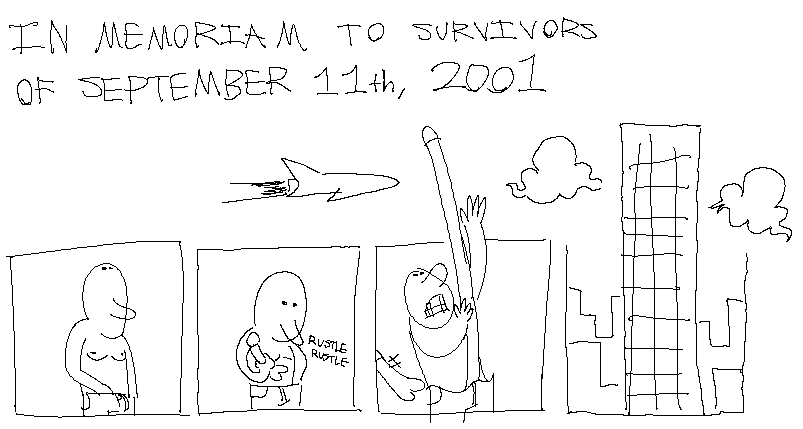 IN MEMORIAM TO SURVIVORS
OF SEPTEMBER 11th, 2001
RUSTLE
RUSTLE